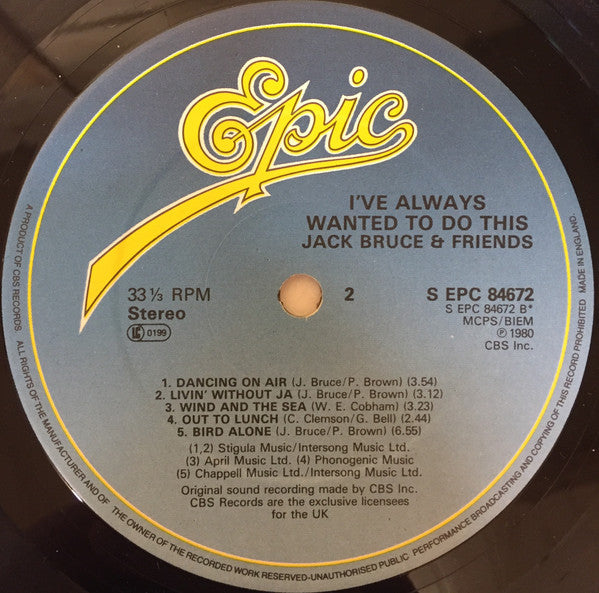 Epic
I'VE ALWAYS
WANTED TO DO THIS
JACK BRUCE & FRIENDS
33 ⅓ RPM
Stereo
LC 0199
2
S EPC 84672
S EPC 84672 B*
MCPS/BIEM
℗ 1980
CBS Inc.
1. DANCING ON AIR (J. Bruce/P. Brown) (3.54)
2. LIVIN' WITHOUT JA (J. Bruce/P. Brown) (3.12)
3. WIND AND THE SEA (W. E. Cobham) (3.23)
4. OUT TO LUNCH (C. Clemson/G. Bell) (2.44)
5. BIRD ALONE (J. Bruce/P. Brown) (6.55)
(1,2) Stigula Music/Intersong Music Ltd.
(3) April Music Ltd. (4) Phonogenic Music
(5) Chappell Music Ltd./Intersong Music Ltd.
Original sound recording made by CBS Inc.
CBS Records are the exclusive licensees
for the UK
A PRODUCT OF CBS RECORDS. ALL RIGHTS OF THE MANUFACTURER AND OF THE OWNER OF THE RECORDED WORK RESERVED-UNAUTHORISED PUBLIC PERFORMANCE BROADCASTING AND COPYING OF THIS RECORD PROHIBITED MADE IN ENGLAND.